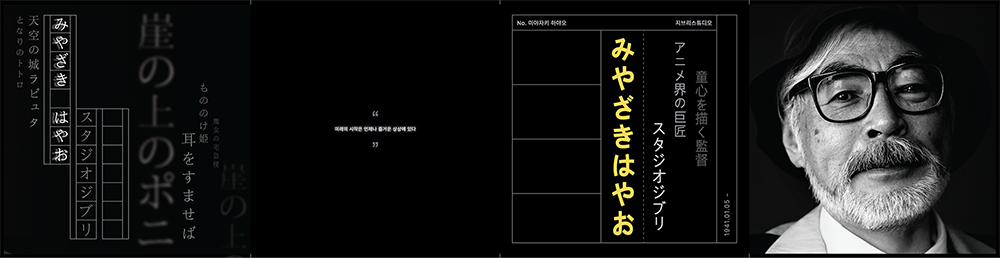 天空の城ラピュタ
となりのトトロ
みやざき はやお
スタジオジブリ
崖の上のポニ
もののけ姫
魔女の宅急便
耳をすませば
崖の上の
“
미래의 시작은 언제나 즐거운 상상에 있다
”
No. 미야자키 하야오
지브리스튜디오
みやざきはやお
アニメ界の巨匠
スタジオジブリ
童心を描く監督
1941.01.05 -